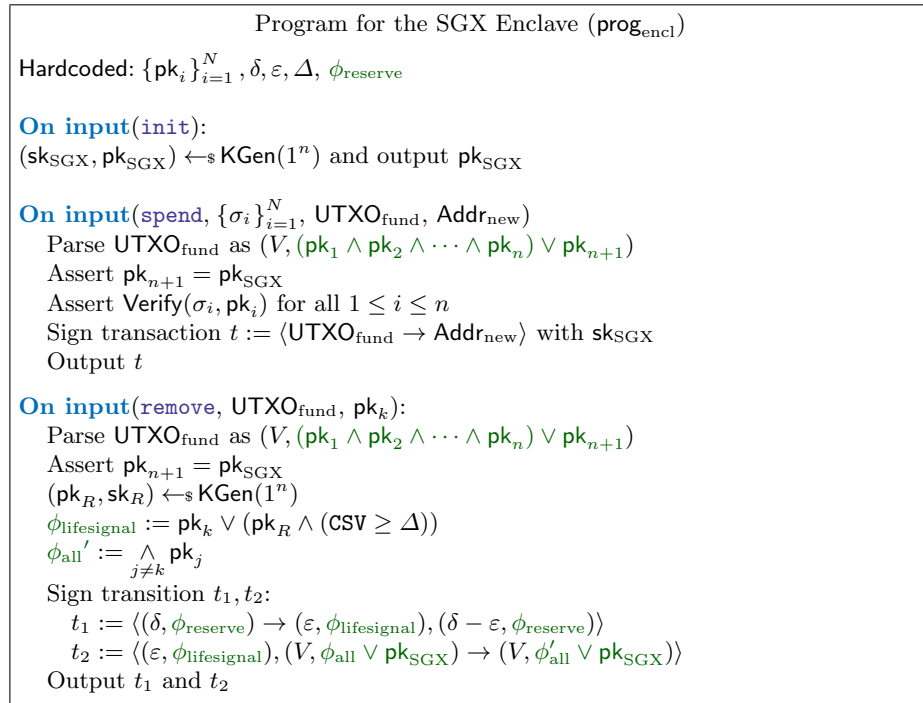 Program for the SGX Enclave (prog_encl)
Hardcoded: {pk_i}_{i=1}^N, δ, ε, Δ, ϕ_reserve
On input(init):
(sk_SGX, pk_SGX) ←$ KGen(1^n) and output pk_SGX
On input(spend, {σ_i}_{i=1}^N, UTXO_fund, Addr_new)
Parse UTXO_fund as (V, (pk_1 ∧ pk_2 ∧ ⋯ ∧ pk_n) ∨ pk_{n+1})
Assert pk_{n+1} = pk_SGX
Assert Verify(σ_i, pk_i) for all 1 ≤ i ≤ n
Sign transaction t := ⟨UTXO_fund → Addr_new⟩ with sk_SGX
Output t
On input(remove, UTXO_fund, pk_k):
Parse UTXO_fund as (V, (pk_1 ∧ pk_2 ∧ ⋯ ∧ pk_n) ∨ pk_{n+1})
Assert pk_{n+1} = pk_SGX
(pk_R, sk_R) ←$ KGen(1^n)
ϕ_lifesignal := pk_k ∨ (pk_R ∧ (CSV ≥ Δ))
ϕ_all' := ∧_{j≠k} pk_j
Sign transition t_1, t_2:
t_1 := ⟨(δ, ϕ_reserve) → (ε, ϕ_lifesignal), (δ − ε, ϕ_reserve)⟩
t_2 := ⟨(ε, ϕ_lifesignal), (V, ϕ_all ∨ pk_SGX) → (V, ϕ'_all ∨ pk_SGX)⟩
Output t_1 and t_2